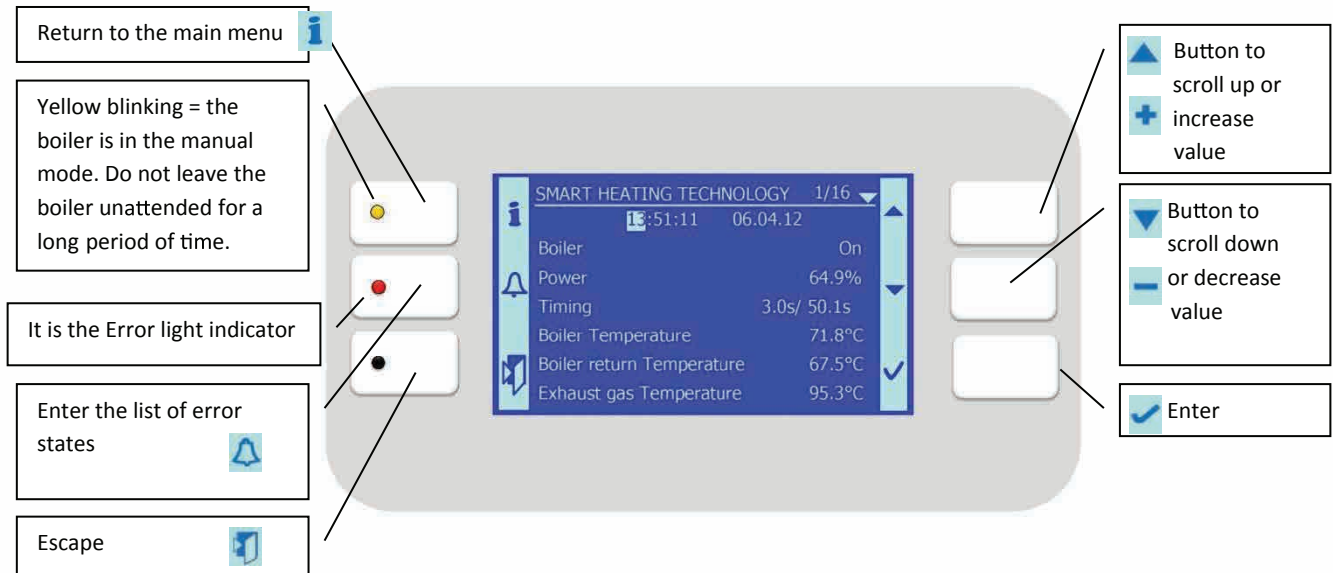 Return to the main menu
Yellow blinking = the
boiler is in the manual
mode. Do not leave the
boiler unattended for a
long period of time.
It is the Error light indicator
Enter the list of error
states
Escape
SMART HEATING TECHNOLOGY 1/16
13:51:11 06.04.12
Boiler On
Power 64.9%
Timing 3.0s/ 50.1s
Boiler Temperature 71.8°C
Boiler return Temperature 67.5°C
Exhaust gas Temperature 95.3°C
Button to
scroll up or
increase
value
Button to
scroll down
or decrease
value
Enter